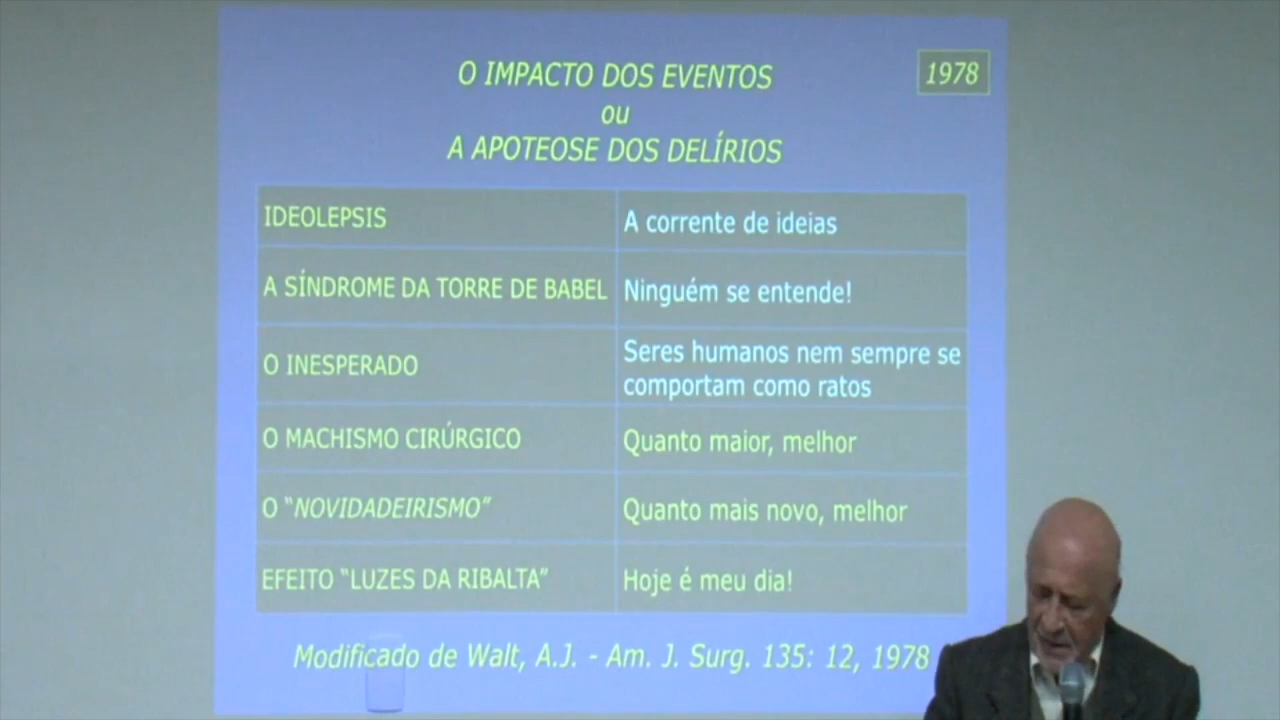 O IMPACTO DOS EVENTOS
1978
ou
A APOTEOSE DOS DELÍRIOS
IDEOLEPSIS
A corrente de ideias
A SÍNDROME DA TORRE DE BABEL
Ninguém se entende!
O INESPERADO
Seres humanos nem sempre se
comportam como ratos
O MACHISMO CIRÚRGICO
Quanto maior, melhor
O “NOVIDADEIRISMO”
Quanto mais novo, melhor
EFEITO “LUZES DA RIBALTA”
Hoje é meu dia!
Modificado de Walt, A.J. - Am. J. Surg. 135: 12, 1978